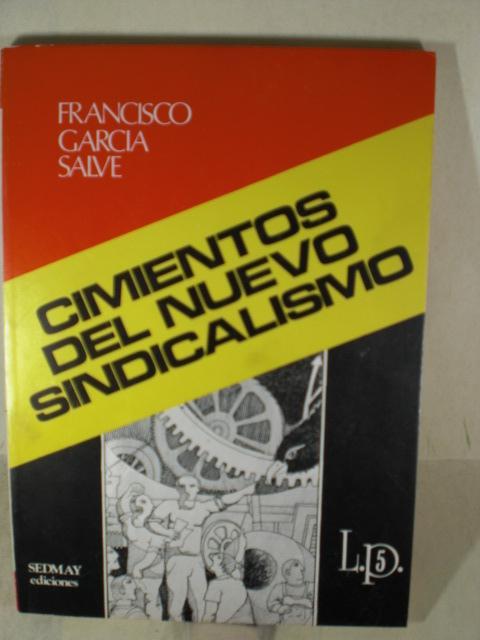 FRANCISCO
GARCIA
SALVE
CIMIENTOS
DEL NUEVO
SINDICALISMO
L.p.
5
SEDMAY
ediciones